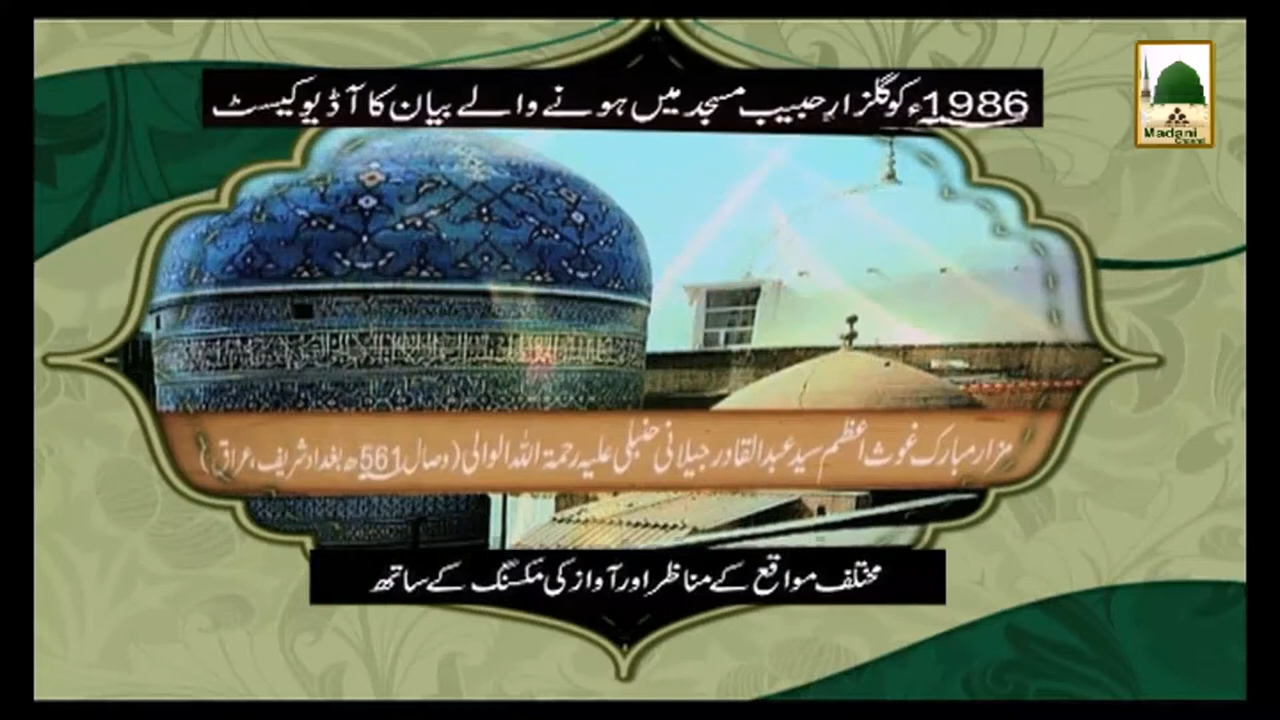 1986ء کو گلزارِ حبیب مسجد میں ہونے والے بیان کا آڈیو کیسٹ
Madani
Channel
مزار مبارک غوث اعظم سید عبدالقادر جیلانی حنبلی علیہ رحمۃ اللہ الوالی (وصال 561ھ بغداد شریف، عراق)
مختلف مواقع کے مناظر اور آواز کی مکسنگ کے ساتھ